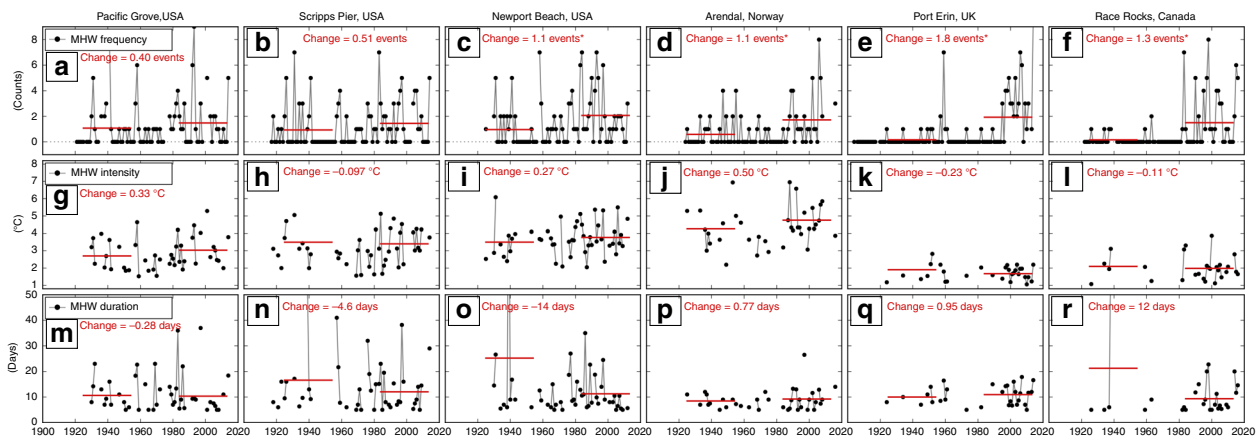 Pacific Grove,USA
Scripps Pier, USA
Newport Beach, USA
Arendal, Norway
Port Erin, UK
Race Rocks, Canada
MHW frequency
(Counts)
8
6
4
2
0
a
Change = 0.40 events
b
Change = 0.51 events
c
Change = 1.1 events*
d
Change = 1.1 events*
e
Change = 1.8 events*
f
Change = 1.3 events*
MHW intensity
(°C)
8
7
6
5
4
3
2
1
g
Change = 0.33 °C
h
Change = −0.097 °C
i
Change = 0.27 °C
j
Change = 0.50 °C
k
Change = −0.23 °C
l
Change = −0.11 °C
MHW duration
(Days)
50
40
30
20
10
0
m
Change = −0.28 days
n
Change = −4.6 days
o
Change = −14 days
p
Change = 0.77 days
q
Change = 0.95 days
r
Change = 12 days
1900 1920 1940 1960 1980 2000 2020
1920 1940 1960 1980 2000 2020
1920 1940 1960 1980 2000 2020
1920 1940 1960 1980 2000 2020
1920 1940 1960 1980 2000 2020
1920 1940 1960 1980 2000 2020